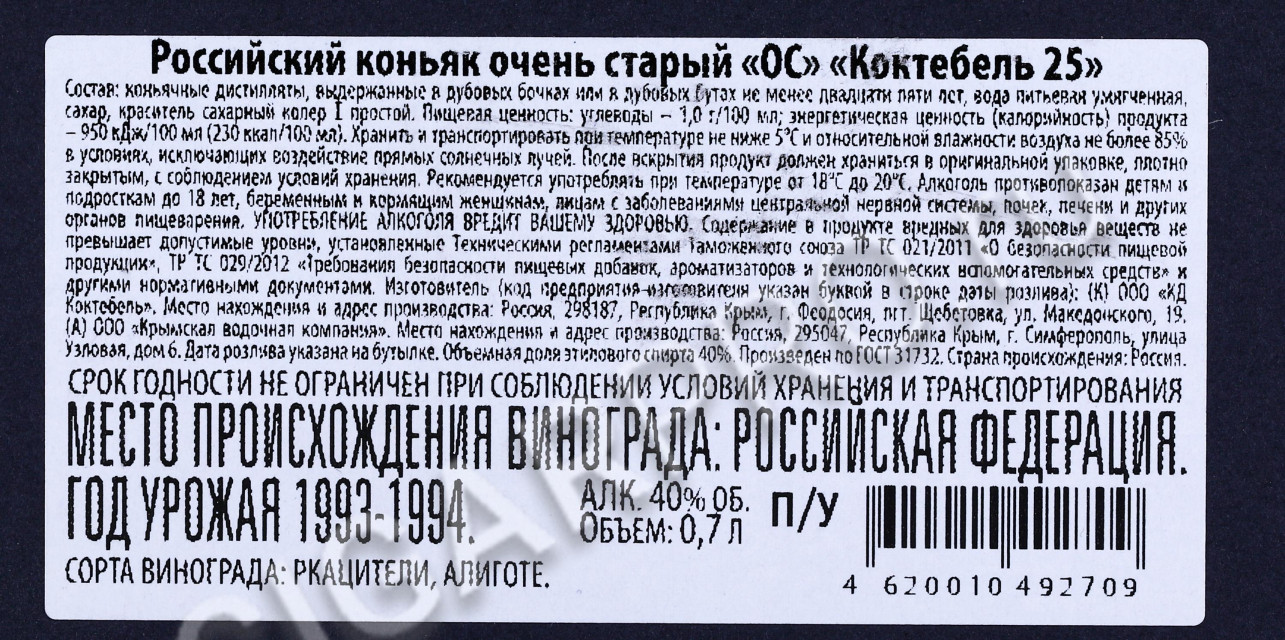 Российский коньяк очень старый «ОС» «Коктебель 25»
Состав: коньячные дистилляты, выдержанные в дубовых бочках или в дубовых бутах не менее двадцати пяти лет, вода питьевая умягченная,
сахар, краситель сахарный колер I простой. Пищевая ценность: углеводы – 1,0 г/100 мл; энергетическая ценность (калорийность) продукта
– 950 кДж/100 мл (230 ккал/100 мл). Хранить и транспортировать при температуре не ниже 5°С и относительной влажности воздуха не более 85%
в условиях, исключающих воздействие прямых солнечных лучей. После вскрытия продукт должен храниться в оригинальной упаковке, плотно
закрытым, с соблюдением условий хранения. Рекомендуется употреблять при температуре от 18°С до 20°С. Алкоголь противопоказан детям и
подросткам до 18 лет, беременным и кормящим женщинам, лицам с заболеваниями центральной нервной системы, почек, печени и других
органов пищеварения. УПОТРЕБЛЕНИЕ АЛКОГОЛЯ ВРЕДИТ ВАШЕМУ ЗДОРОВЬЮ. Содержание в продукте вредных для здоровья веществ не
превышает допустимые уровни, установленные Техническими регламентами Таможенного союза ТР ТС 021/2011 «О безопасности пищевой
продукции», ТР ТС 029/2012 «Требования безопасности пищевых добавок, ароматизаторов и технологических вспомогательных средств» и
другими нормативными документами. Изготовитель (код предприятия-изготовителя указан буквой в строке даты розлива): (К) ООО «КД
Коктебель». Место нахождения и адрес производства: Россия, 298187, Республика Крым, г. Феодосия, пгт. Щебетовка, ул. Македонского, 19.
(А) ООО «Крымская водочная компания». Место нахождения и адрес производства: Россия, 295047, Республика Крым, г. Симферополь, улица
Узловая, дом 6. Дата розлива указана на бутылке. Объемная доля этилового спирта 40%. Произведен по ГОСТ 31732. Страна происхождения: Россия.
СРОК ГОДНОСТИ НЕ ОГРАНИЧЕН ПРИ СОБЛЮДЕНИИ УСЛОВИЙ ХРАНЕНИЯ И ТРАНСПОРТИРОВАНИЯ
МЕСТО ПРОИСХОЖДЕНИЯ ВИНОГРАДА: РОССИЙСКАЯ ФЕДЕРАЦИЯ.
ГОД УРОЖАЯ 1993-1994.
АЛК. 40% ОБ.
ОБЪЕМ: 0,7 Л
П/У
СОРТА ВИНОГРАДА: РКАЦИТЕЛИ, АЛИГОТЕ.
4 620010 492709